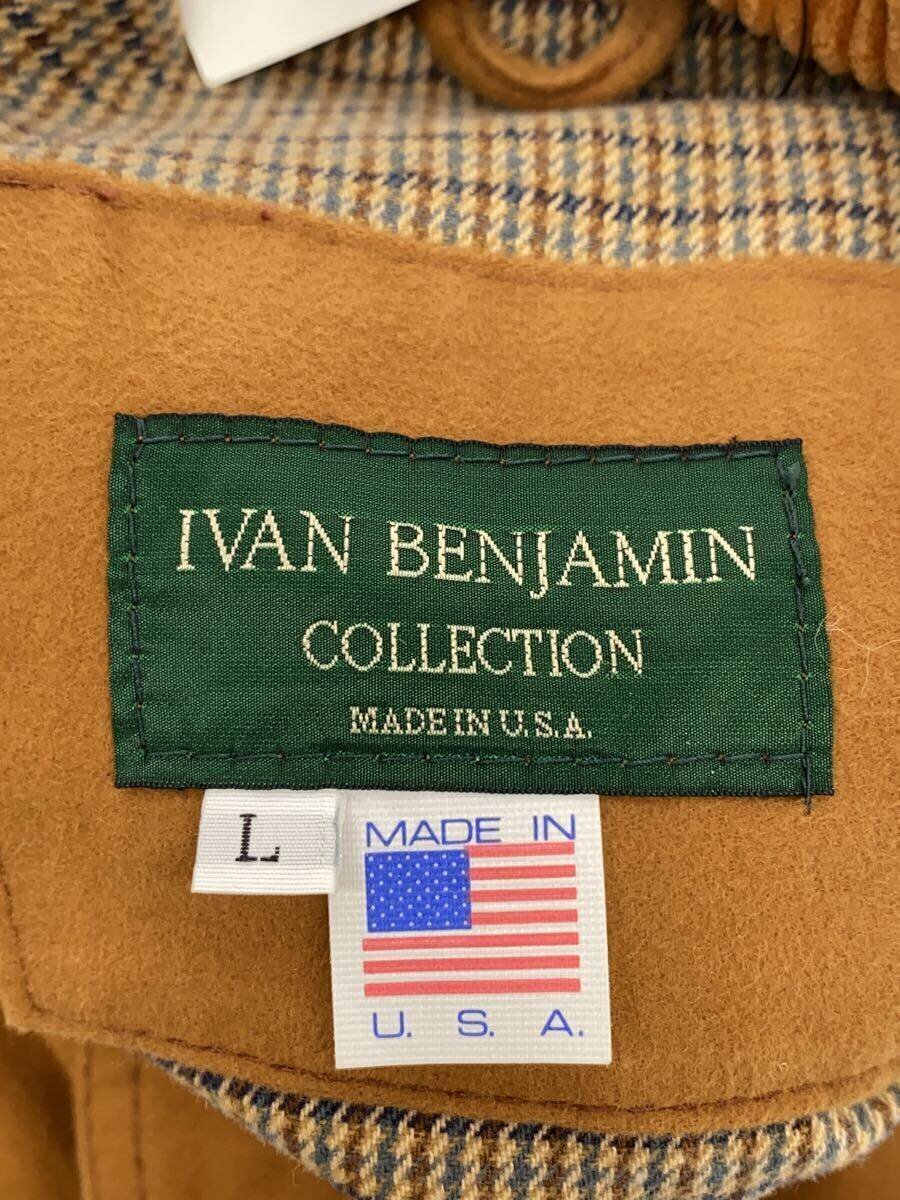 IVAN BENJAMIN
COLLECTION
MADE IN U.S.A.
L
MADE IN
U. S. A.